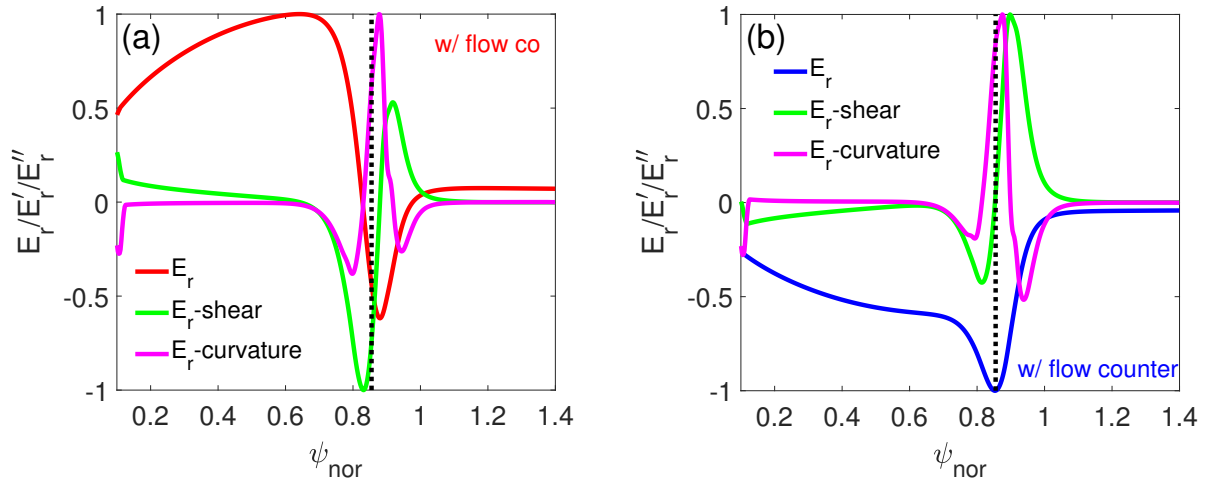 (a)
w/ flow co
E_r/E_r'/E_r''
1
0.5
0
-0.5
-1
E_r
E_r-shear
E_r-curvature
0.2 0.4 0.6 0.8 1 1.2 1.4
ψ_nor
(b)
E_r/E_r'/E_r''
1
0.5
0
-0.5
-1
E_r
E_r-shear
E_r-curvature
w/ flow counter
0.2 0.4 0.6 0.8 1 1.2 1.4
ψ_nor